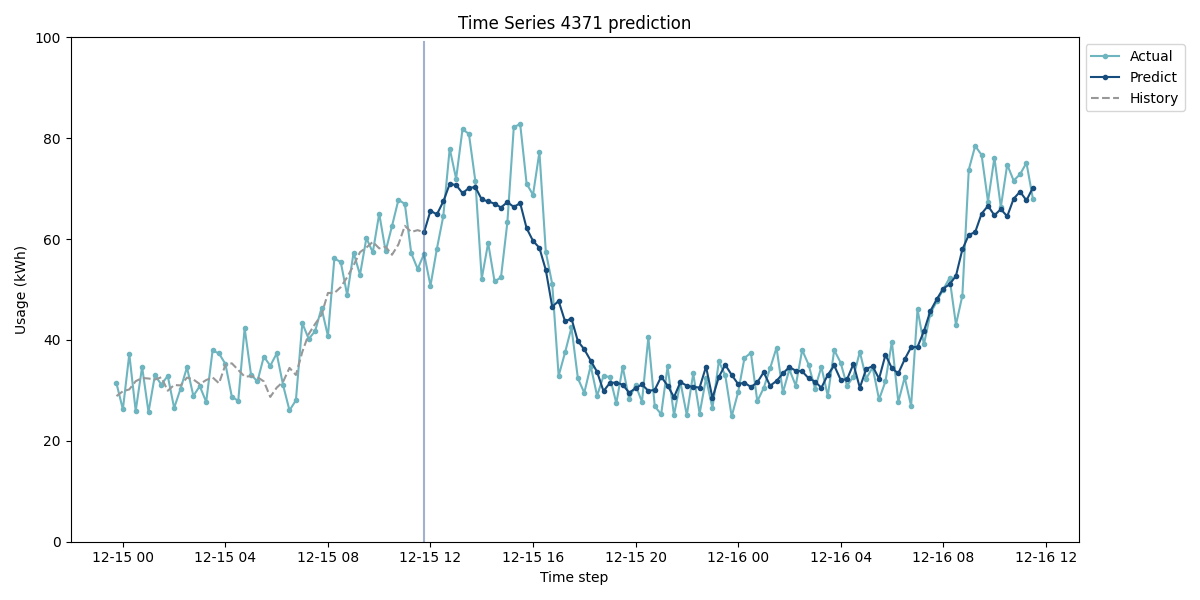 Time Series 4371 prediction
100
80
60
40
20
0
Usage (kWh)
12-15 00
12-15 04
12-15 08
12-15 12
12-15 16
12-15 20
12-16 00
12-16 04
12-16 08
12-16 12
Time step
Actual
Predict
History